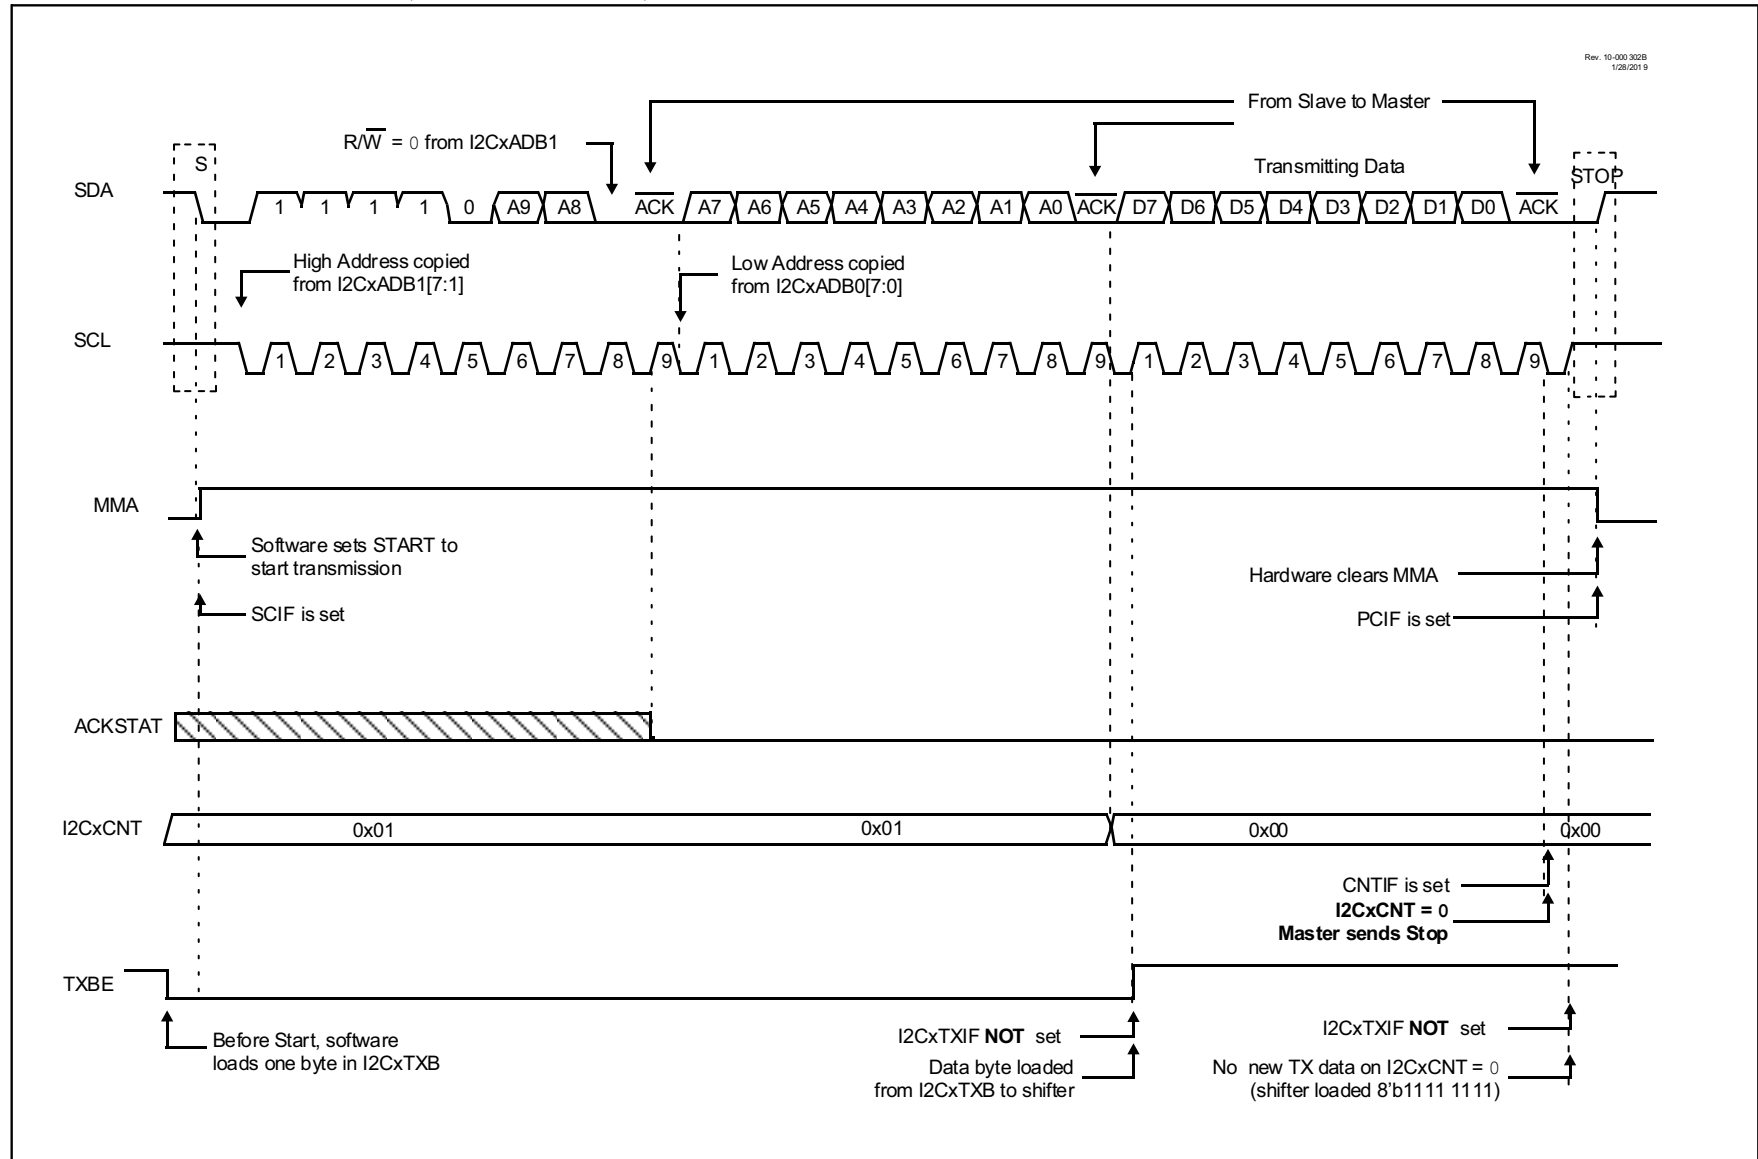 Rev. 10-000302B
1/28/2019
From Slave to Master
R/W = 0 from I2CxADB1
Transmitting Data
S
STOP
SDA
1 1 1 1 0 A9 A8 ACK A7 A6 A5 A4 A3 A2 A1 A0 ACK D7 D6 D5 D4 D3 D2 D1 D0 ACK
High Address copied
from I2CxADB1[7:1]
Low Address copied
from I2CxADB0[7:0]
SCL
1 2 3 4 5 6 7 8 9 1 2 3 4 5 6 7 8 9 1 2 3 4 5 6 7 8 9
MMA
Software sets START to
start transmission
SCIF is set
Hardware clears MMA
PCIF is set
ACKSTAT
I2CxCNT
0x01 0x01 0x00 0x00
CNTIF is set
I2CxCNT = 0
Master sends Stop
TXBE
Before Start, software
loads one byte in I2CxTXB
I2CxTXIF NOT set
Data byte loaded
from I2CxTXB to shifter
I2CxTXIF NOT set
No new TX data on I2CxCNT = 0
(shifter loaded 8'b1111 1111)